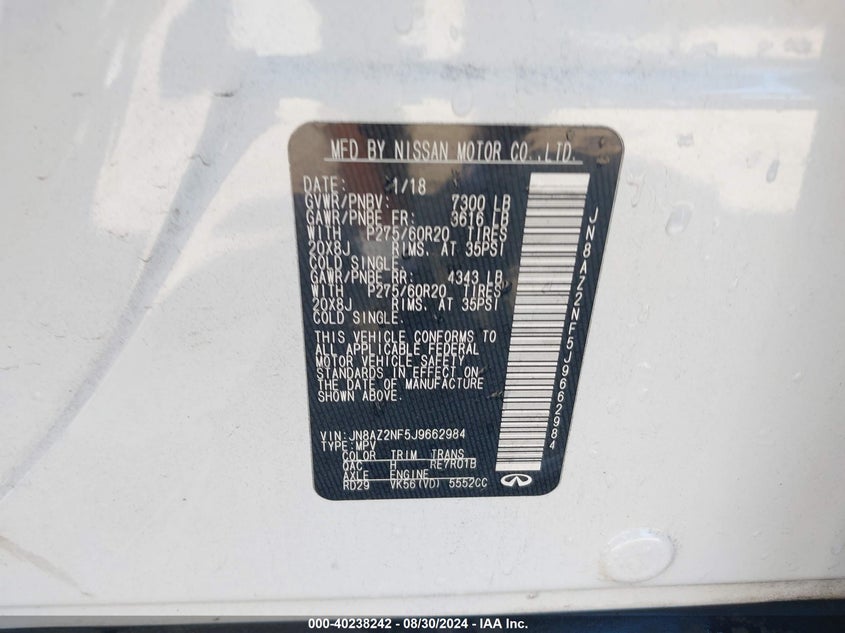 MFD BY NISSAN MOTOR CO.,LTD.
DATE: 1/18
GVWR/PNBV: 7300 LB
GAWR/PNBE FR: 3616 LB
WITH P275/60R20 TIRES
20X8J RIMS. AT 35PSI
COLD SINGLE.
GAWR/PNBE RR: 4343 LB
WITH P275/60R20 TIRES
20X8J RIMS. AT 35PSI
COLD SINGLE.
THIS VEHICLE CONFORMS TO
ALL APPLICABLE FEDERAL
MOTOR VEHICLE SAFETY
STANDARDS IN EFFECT ON
THE DATE OF MANUFACTURE
SHOWN ABOVE.
VIN:JN8AZ2NF5J9662984
TYPE:MPV
COLOR TRIM TRANS
QAC H RE7R01B
AXLE ENGINE
RD29 VK56(VD) 5552CC
JN8AZ2NF5J9662984
000-40238242 - 08/30/2024 - IAA Inc.